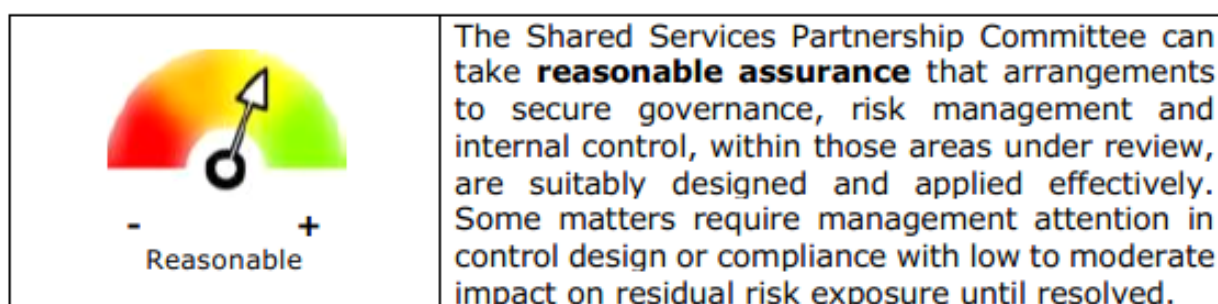 - +
Reasonable
The Shared Services Partnership Committee can
take reasonable assurance that arrangements
to secure governance, risk management and
internal control, within those areas under review,
are suitably designed and applied effectively.
Some matters require management attention in
control design or compliance with low to moderate
impact on residual risk exposure until resolved.